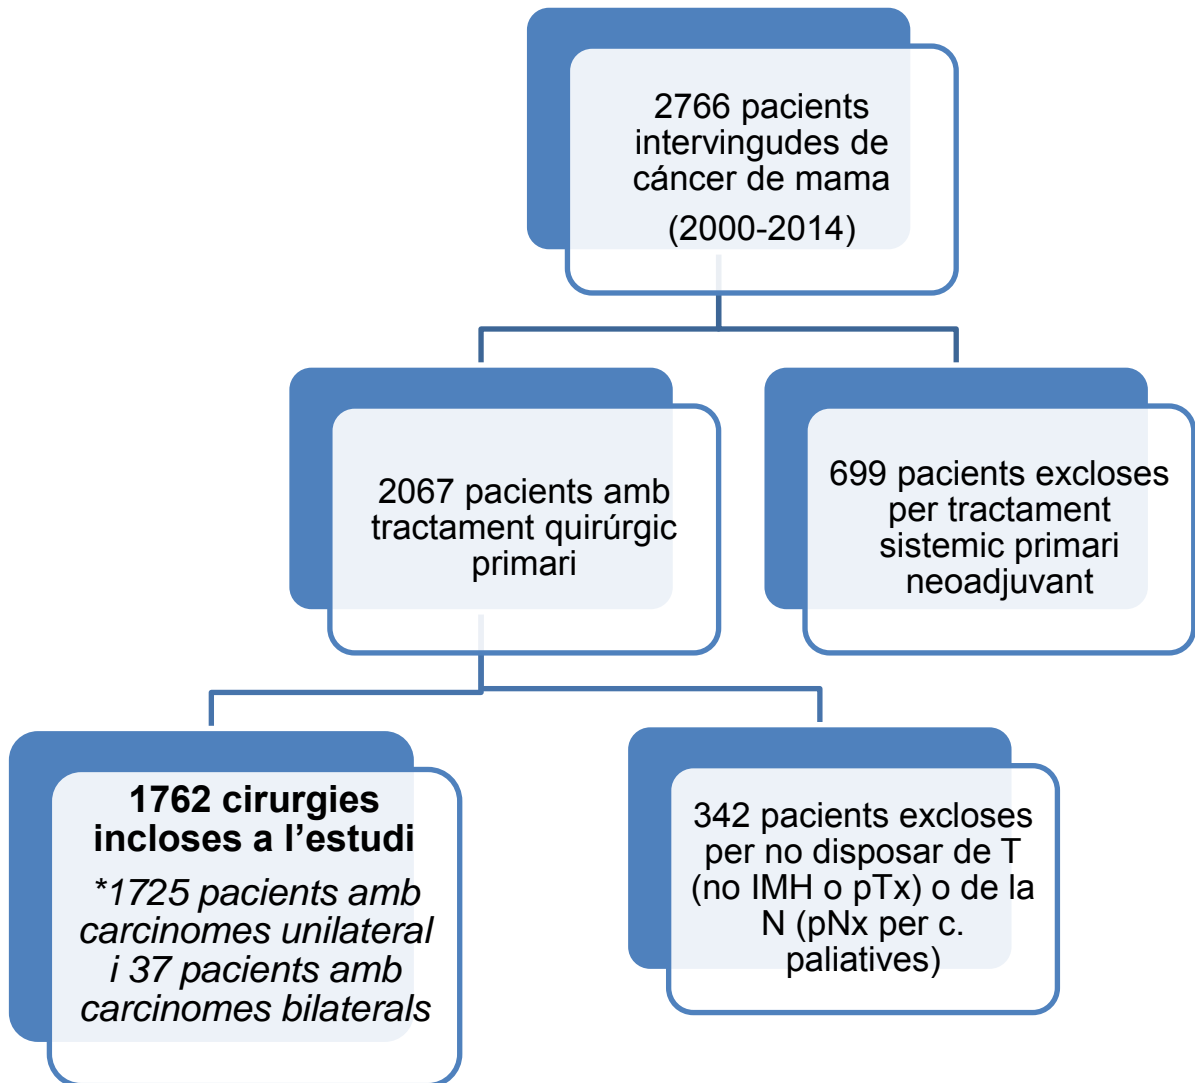 2766 pacients
intervingudes de
cáncer de mama
(2000-2014)
2067 pacients amb
tractament quirúrgic
primari
699 pacients excloses
per tractament
sistemic primari
neoadjuvant
1762 cirurgies
incloses a l’estudi
*1725 pacients amb
carcinomes unilateral
i 37 pacients amb
carcinomes bilaterals
342 pacients excloses
per no disposar de T
(no IMH o pTx) o de la
N (pNx per c.
paliatives)